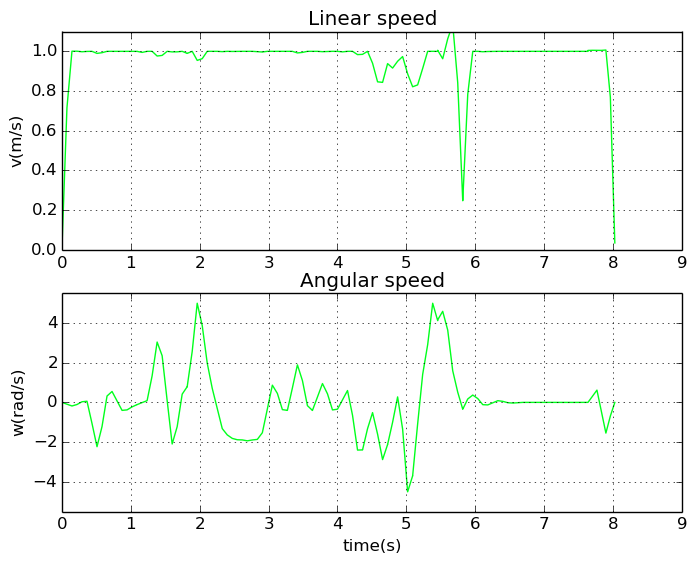 Linear speed
v(m/s)
1.0
0.8
0.6
0.4
0.2
0.0
0 1 2 3 4 5 6 7 8 9
Angular speed
w(rad/s)
4
2
0
−2
−4
0 1 2 3 4 5 6 7 8 9
time(s)